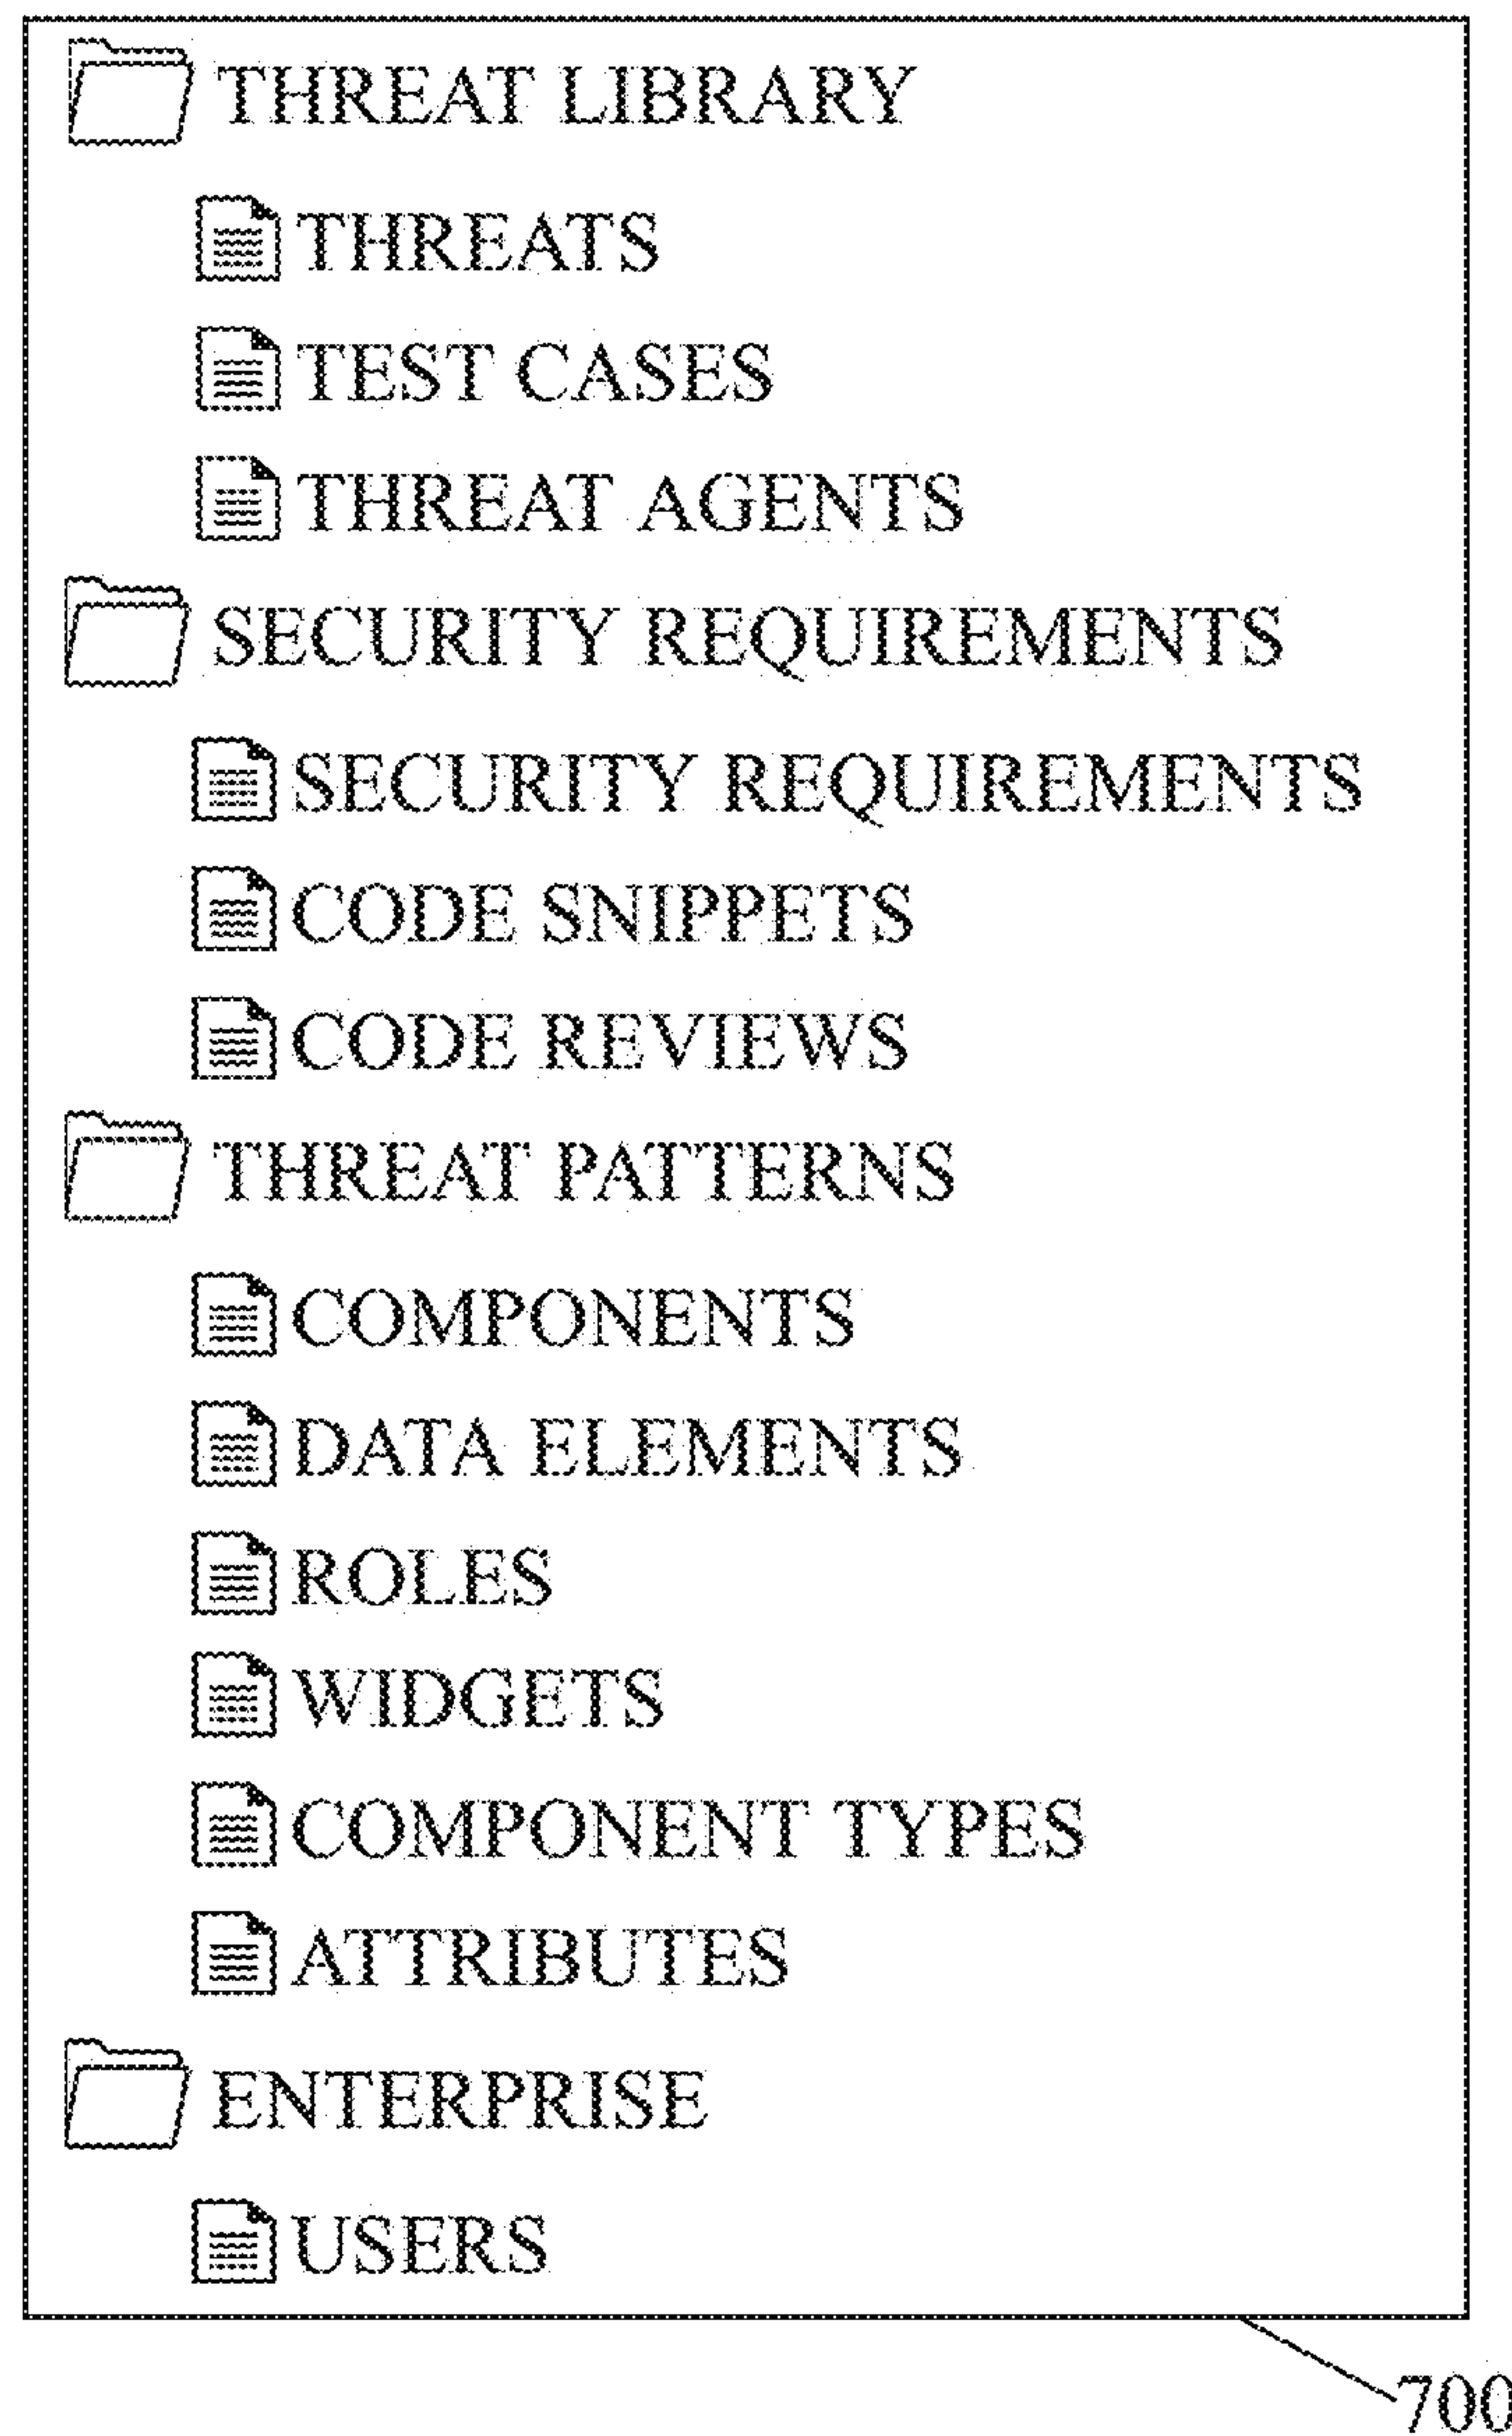 THREAT LIBRARY
THREATS
TEST CASES
THREAT AGENTS
SECURITY REQUIREMENTS
SECURITY REQUIREMENTS
CODE SNIPPETS
CODE REVIEWS
THREAT PATTERNS
COMPONENTS
DATA ELEMENTS
ROLES
WIDGETS
COMPONENT TYPES
ATTRIBUTES
ENTERPRISE
USERS
700